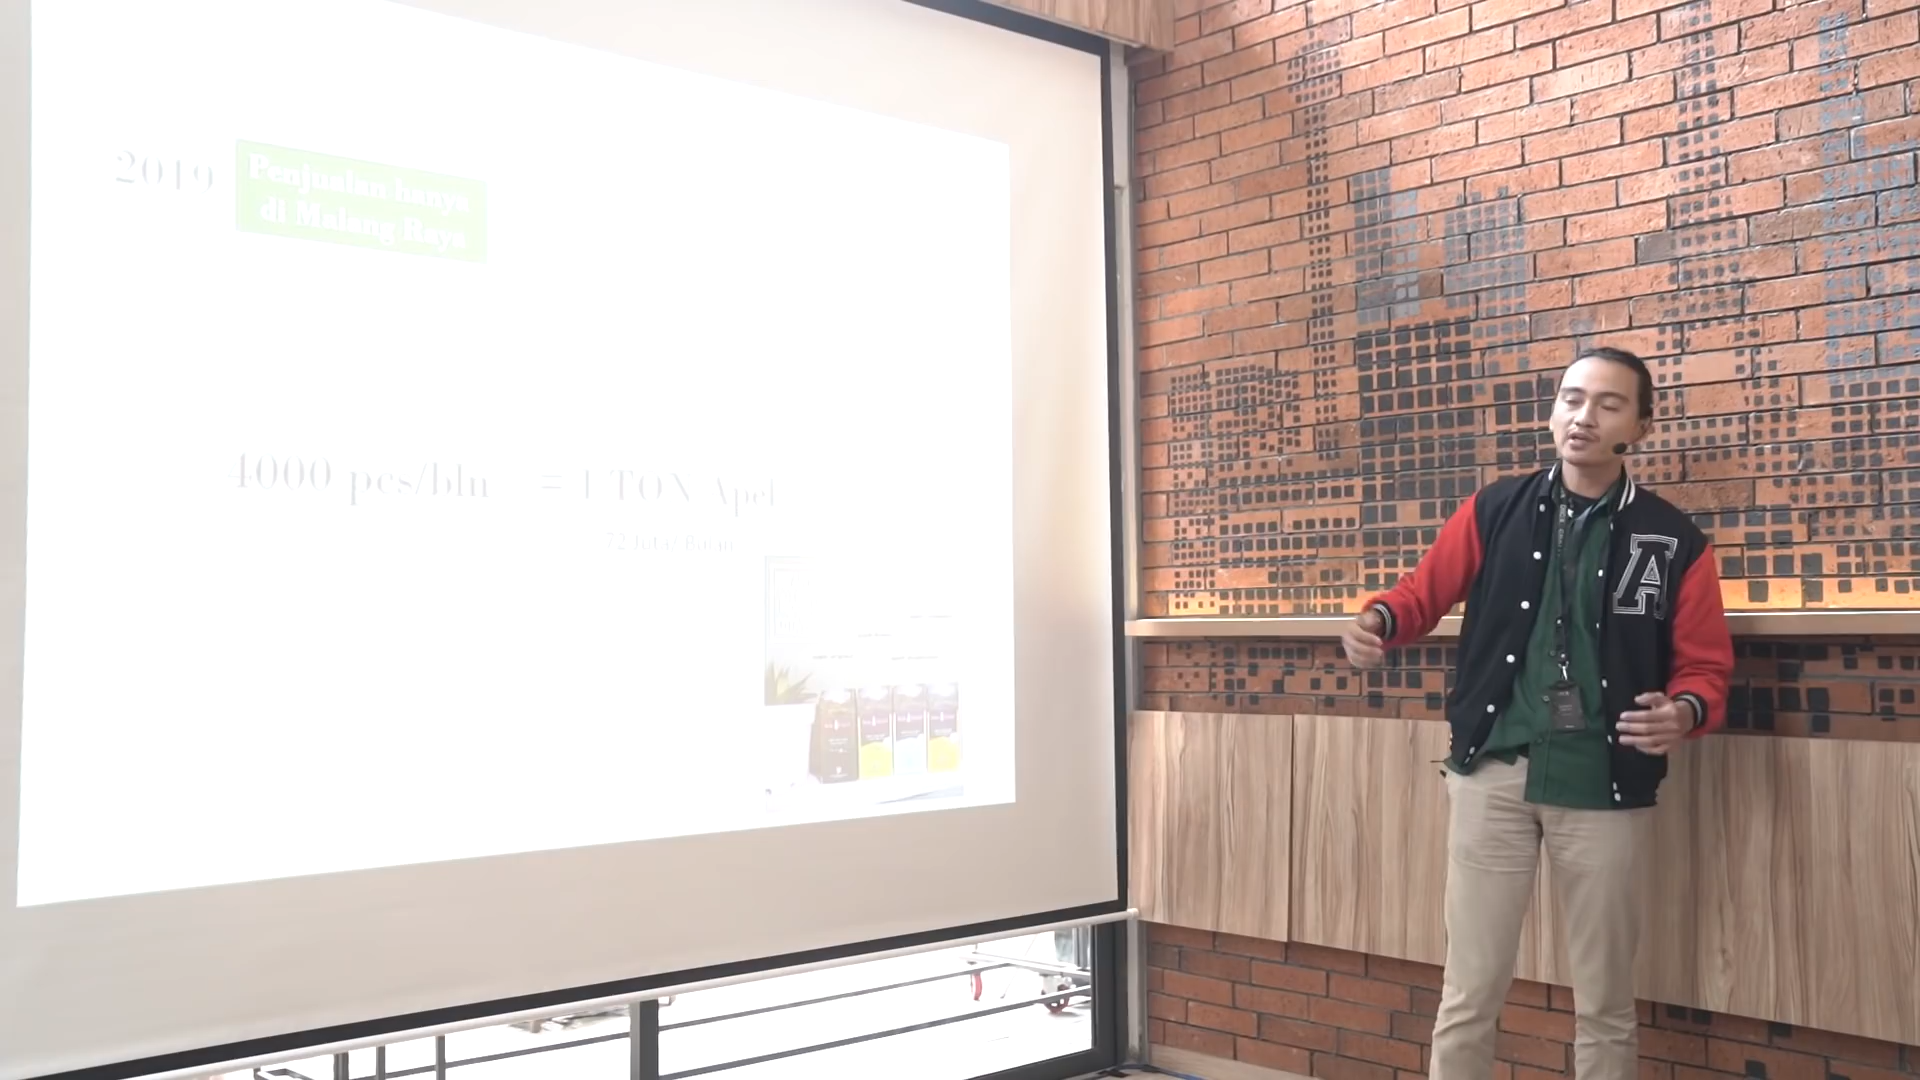 2019
Penjualan hanya
di Malang Raya
4000 pcs/bln = 1 TON Apel
72 Juta/ Bulan
A